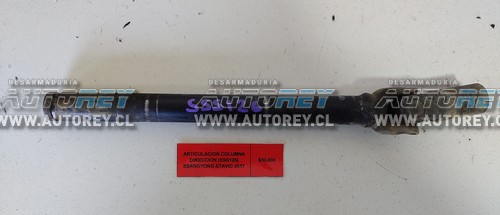 DESARMADURIA
AUTOREY
WWW.AUTOREY.CL
DESARMADURIA
AUTOREY
WWW.AUTOREY.CL
DESARMADURIA
AUTOREY
WWW.AUTOREY.CL
ARTICULACION COLUMNA
DIRECCION
SSANGYONG STAVIC 2017